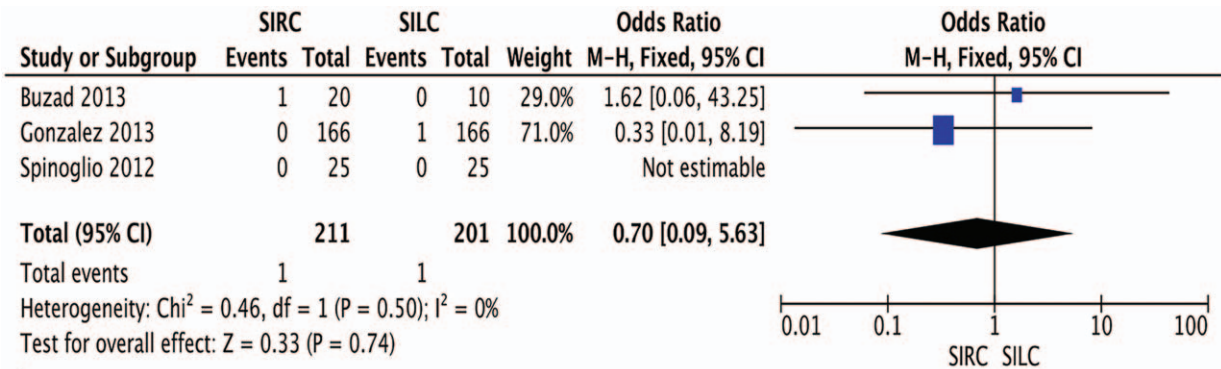 SIRC SILC Odds Ratio Odds Ratio
Study or Subgroup Events Total Events Total Weight M-H, Fixed, 95% CI M-H, Fixed, 95% CI
Buzad 2013 1 20 0 10 29.0% 1.62 [0.06, 43.25]
Gonzalez 2013 0 166 1 166 71.0% 0.33 [0.01, 8.19]
Spinoglio 2012 0 25 0 25 Not estimable
Total (95% CI) 211 201 100.0% 0.70 [0.09, 5.63]
Total events 1 1
Heterogeneity: Chi² = 0.46, df = 1 (P = 0.50); I² = 0%
Test for overall effect: Z = 0.33 (P = 0.74)
0.01 0.1 1 10 100
SIRC SILC